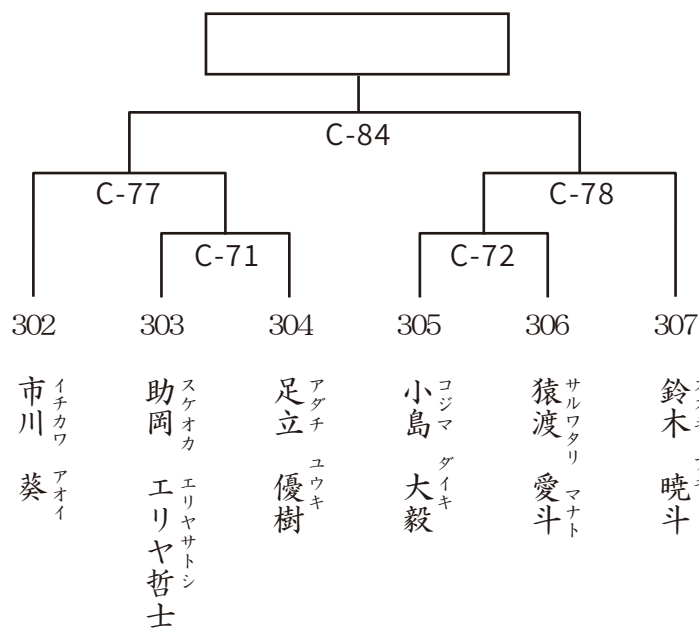 C-84
C-77
C-78
C-71
C-72
302
303
304
305
306
307
市川 葵
イチカワ アオイ
助岡 エリヤ哲士
スケオカ エリヤサトシ
足立 優樹
アダチ ユウキ
小島 大毅
コジマ ダイキ
猿渡 愛斗
サルワタリ マナト
鈴木 暁斗